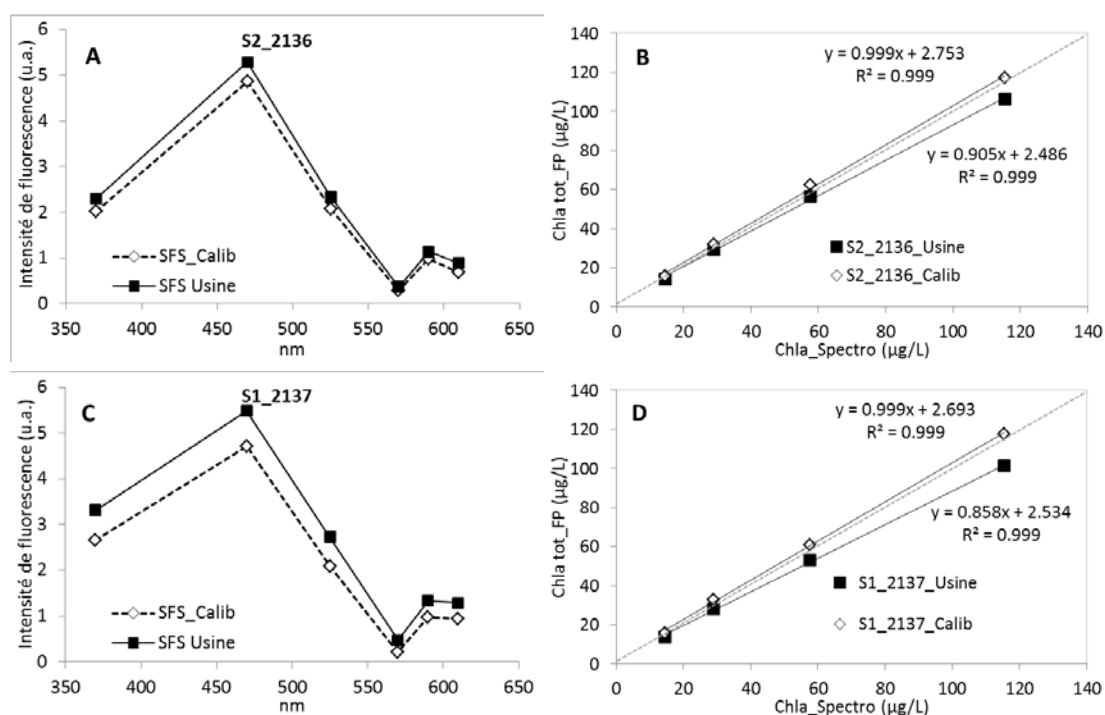 A
S2_2136
Intensité de fluorescence (u.a.)
6
5
4
3
2
1
0
SFS_Calib
SFS Usine
350 400 450 500 550 600 650
nm
B
y = 0.999x + 2.753
R² = 0.999
y = 0.905x + 2.486
R² = 0.999
Chla tot_FP (µg/L)
140
120
100
80
60
40
20
0
S2_2136_Usine
S2_2136_Calib
0 20 40 60 80 100 120 140
Chla_Spectro (µg/L)
C
S1_2137
Intensité de fluorescence (u.a.)
6
5
4
3
2
1
0
SFS_Calib
SFS Usine
350 400 450 500 550 600 650
nm
D
y = 0.999x + 2.693
R² = 0.999
y = 0.858x + 2.534
R² = 0.999
Chla tot_FP (µg/L)
140
120
100
80
60
40
20
0
S1_2137_Usine
S1_2137_Calib
0 20 40 60 80 100 120 140
Chla_Spectro (µg/L)